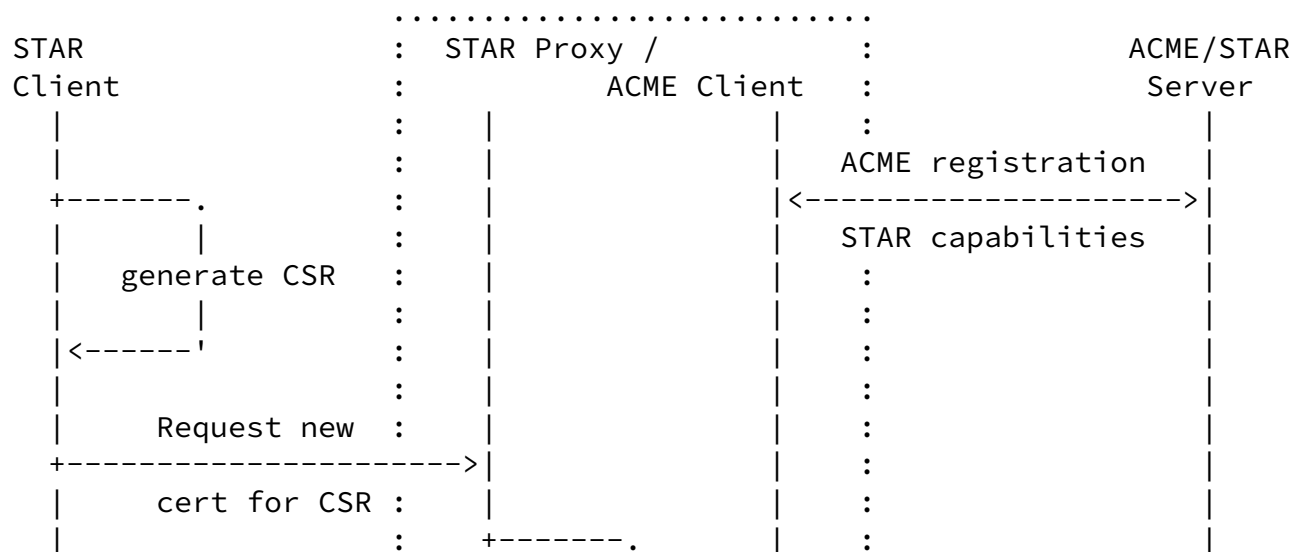 STAR : STAR Proxy / : ACME/STAR
Client : ACME Client : Server
ACME registration
STAR capabilities
generate CSR
Request new
cert for CSR